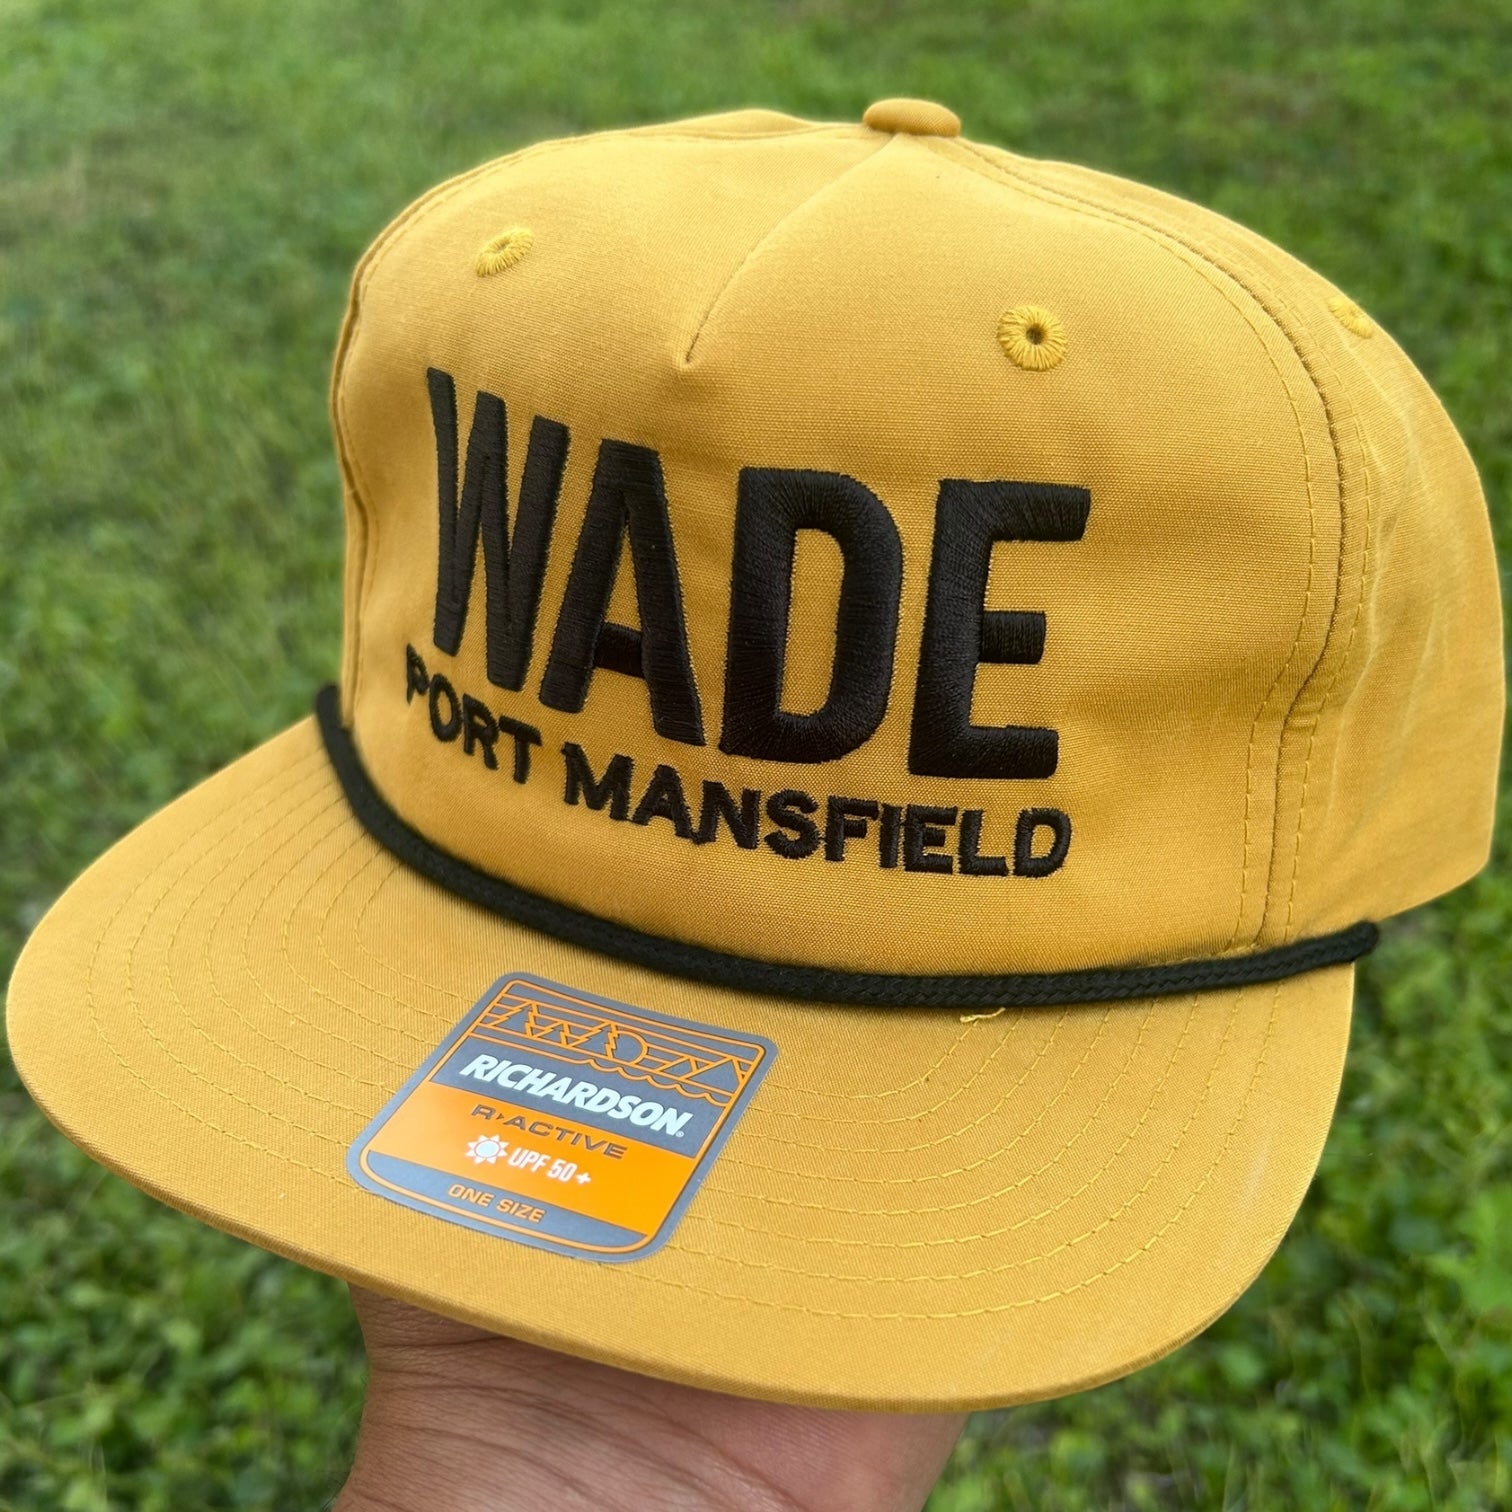 WADE
PORT MANSFIELD
RICHARDSON
R·ACTIVE
UPF 50+
ONE SIZE